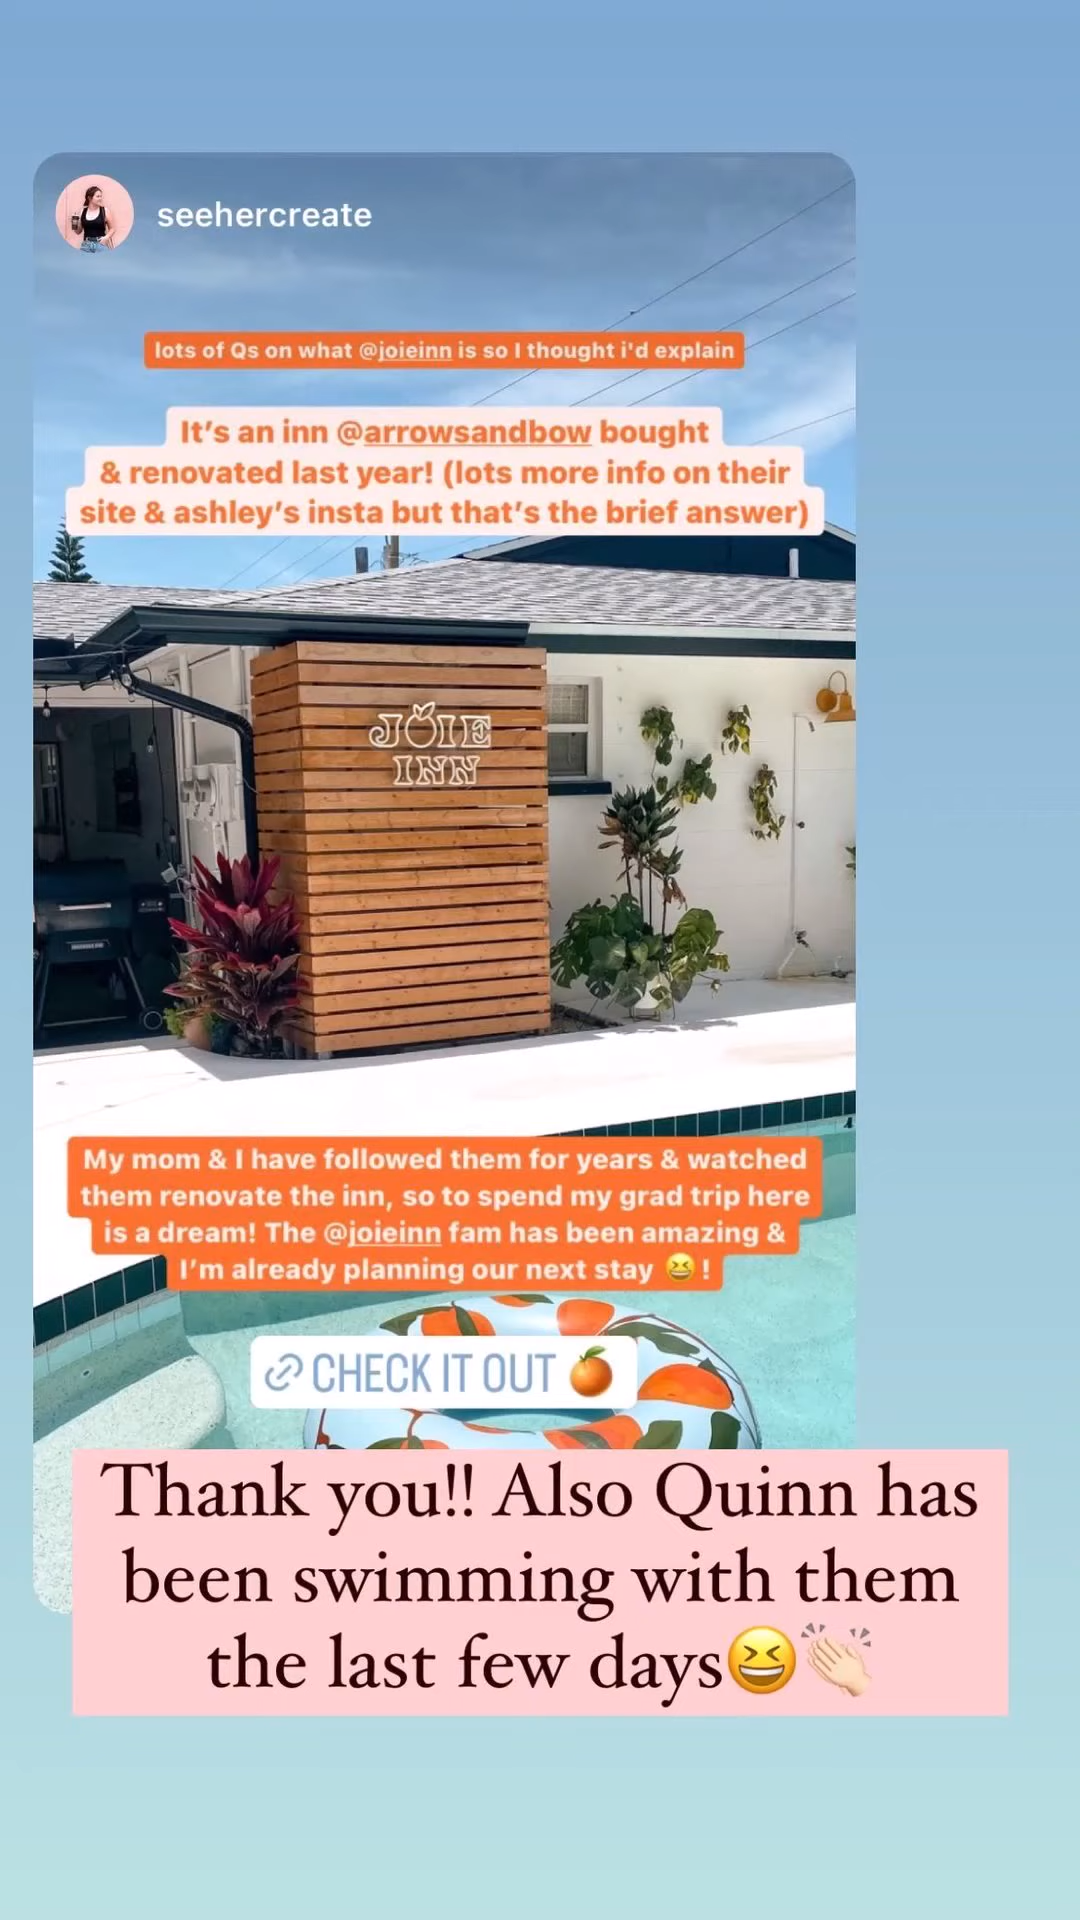 seehercreate
lots of Qs on what @joieinn is so I thought i'd explain
It's an inn @arrowsandbow bought
& renovated last year! (lots more info on their
site & ashley's insta but that's the brief answer)
JOIE
INN
My mom & I have followed them for years & watched
them renovate the inn, so to spend my grad trip here
is a dream! The @joieinn fam has been amazing &
I'm already planning our next stay 😆 !
CHECK IT OUT 🍊
Thank you!! Also Quinn has
been swimming with them
the last few days😆👏🏻